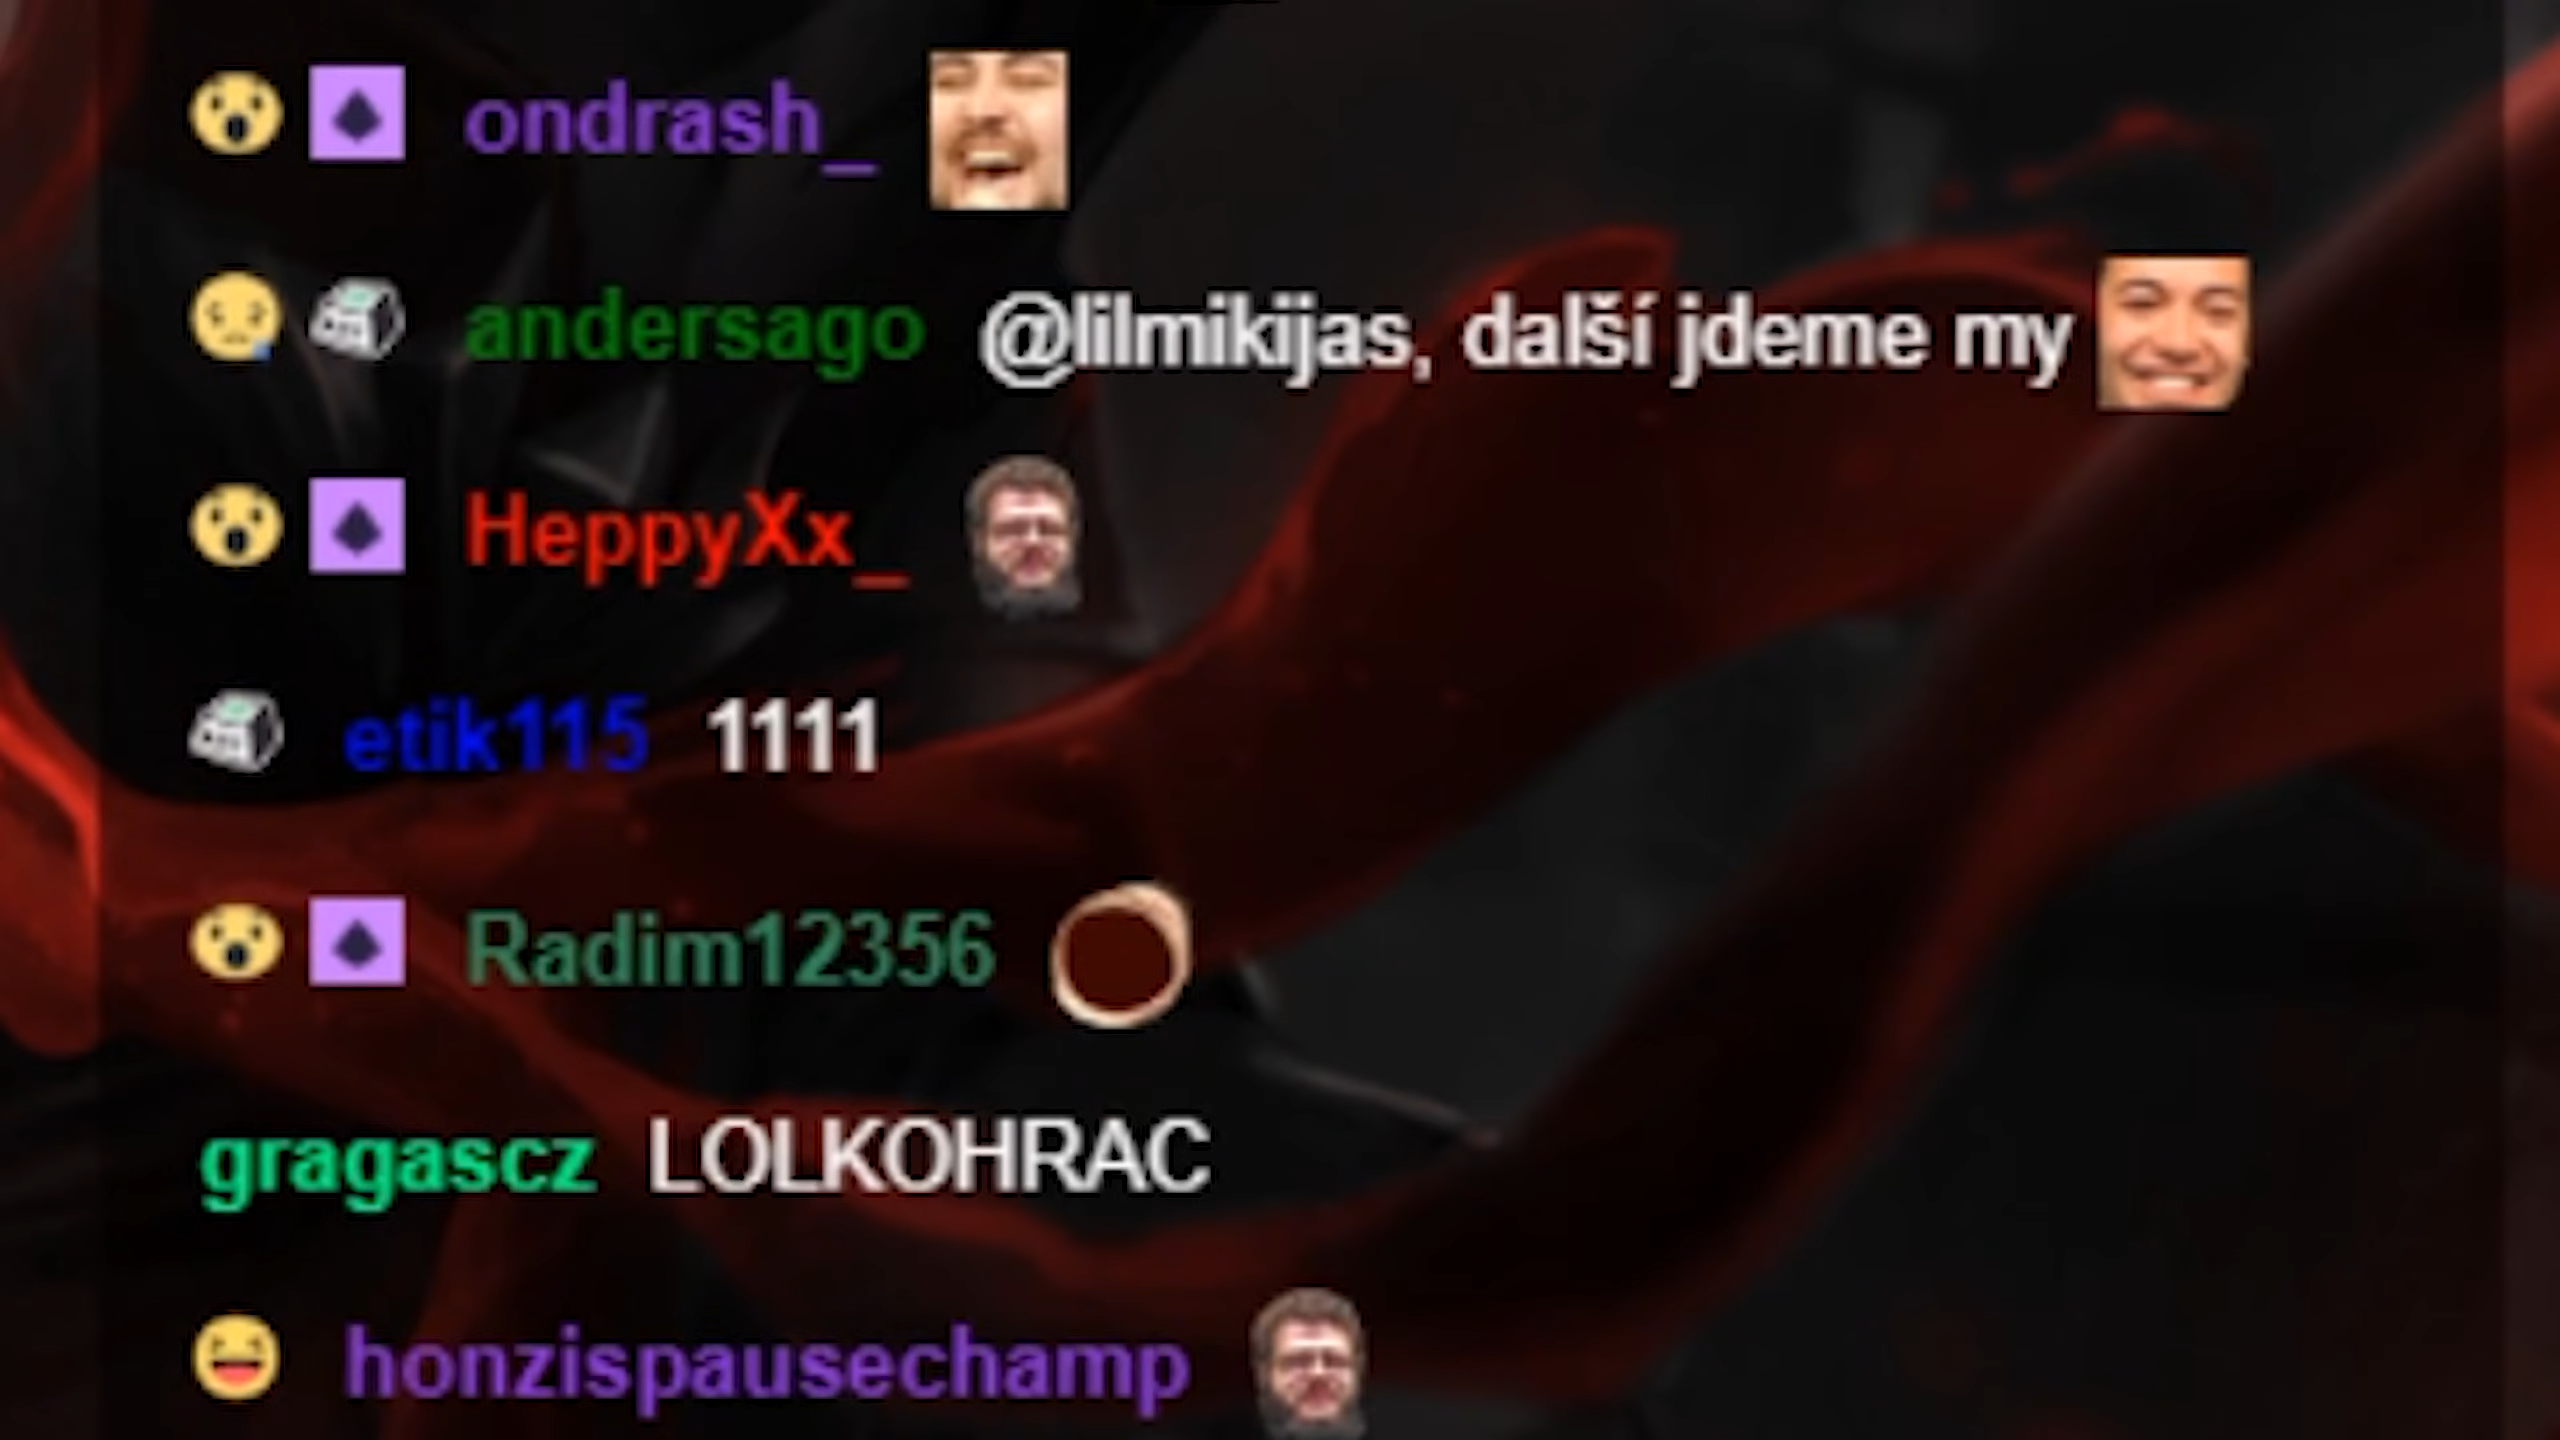 ondrash_
andersago @lilmikijas, další jdeme my
HeppyXx_
etik115 1111
Radim12356
gragascz LOLKOHRAC
honzispausechamp